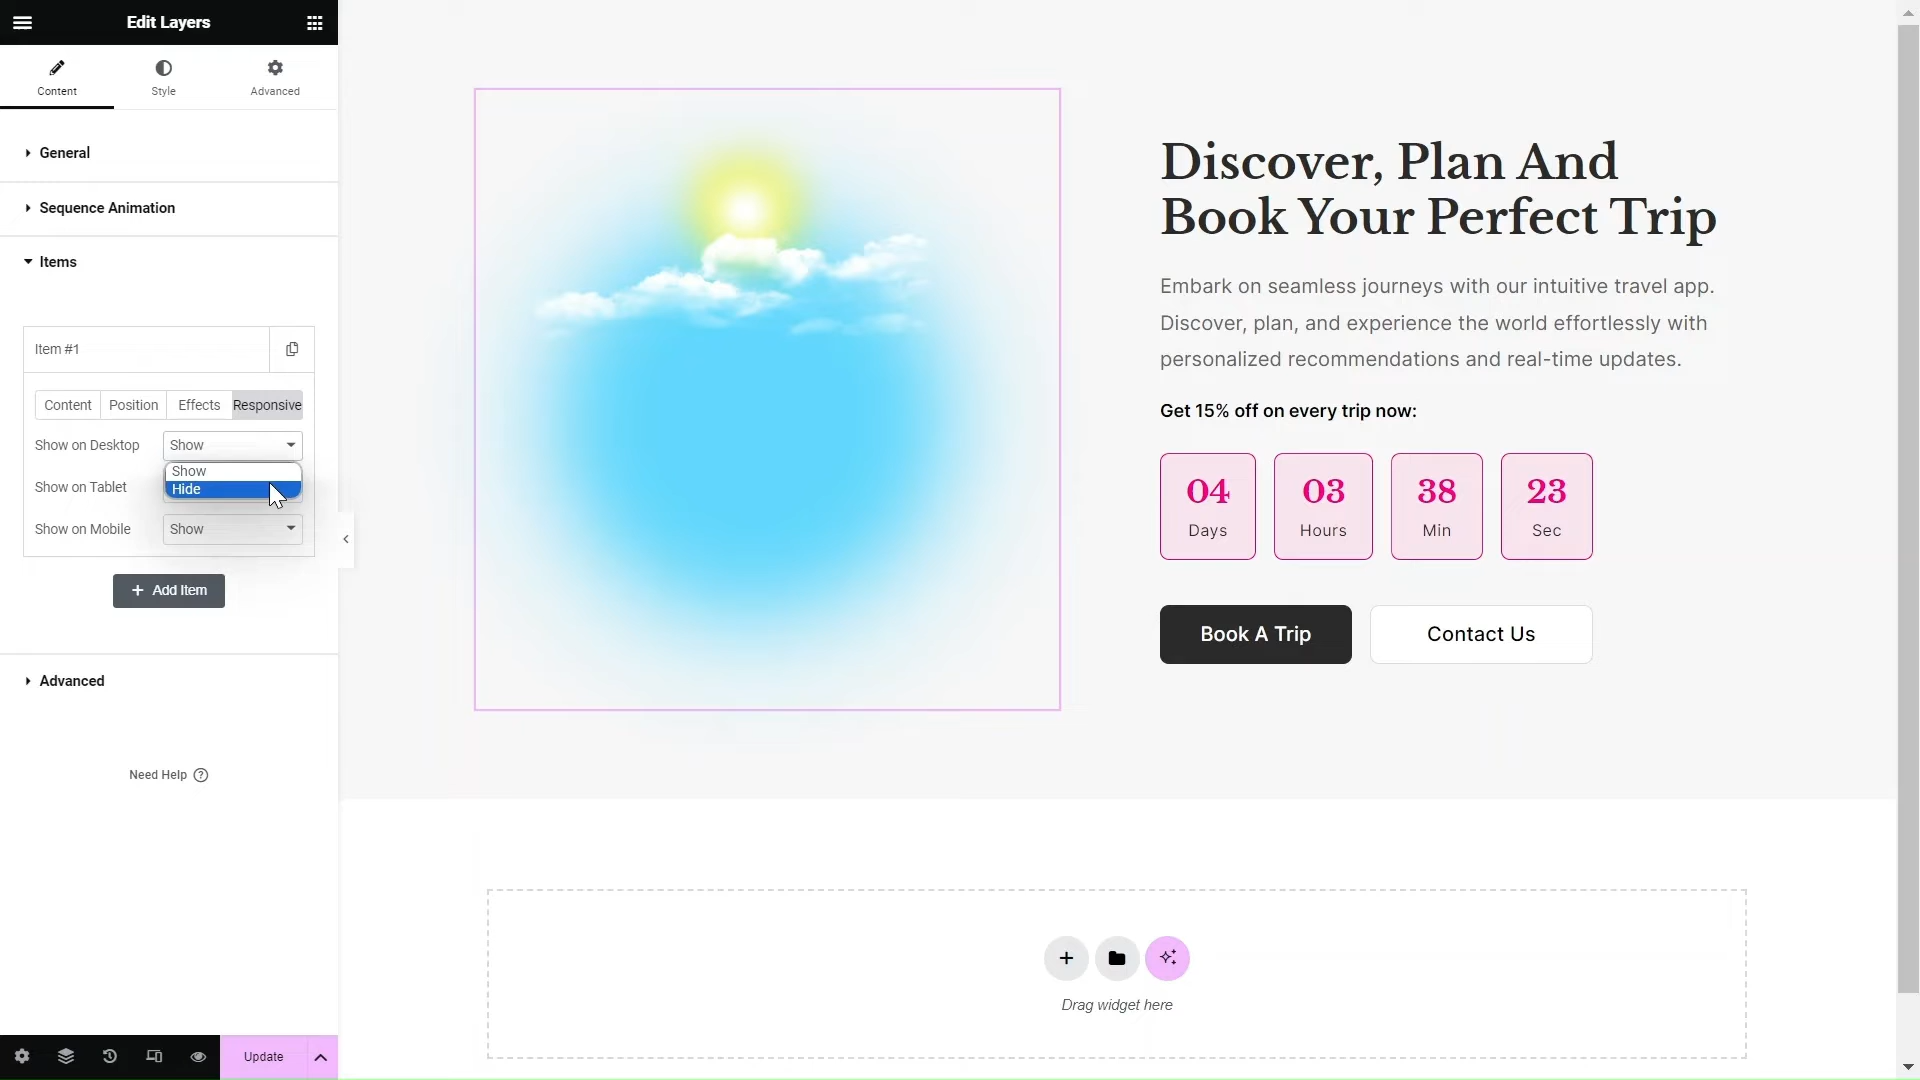 Edit Layers
Content
Style
Advanced
General
Sequence Animation
Items
Item #1
Content
Position
Effects
Responsive
Show on Desktop
Show
Show
Hide
Show on Tablet
Show on Mobile
Show
+ Add Item
Advanced
Need Help ?
Update
Discover, Plan And
Book Your Perfect Trip
Embark on seamless journeys with our intuitive travel app.
Discover, plan, and experience the world effortlessly with
personalized recommendations and real-time updates.
Get 15% off on every trip now:
04
Days
03
Hours
38
Min
23
Sec
Book A Trip
Contact Us
Drag widget here